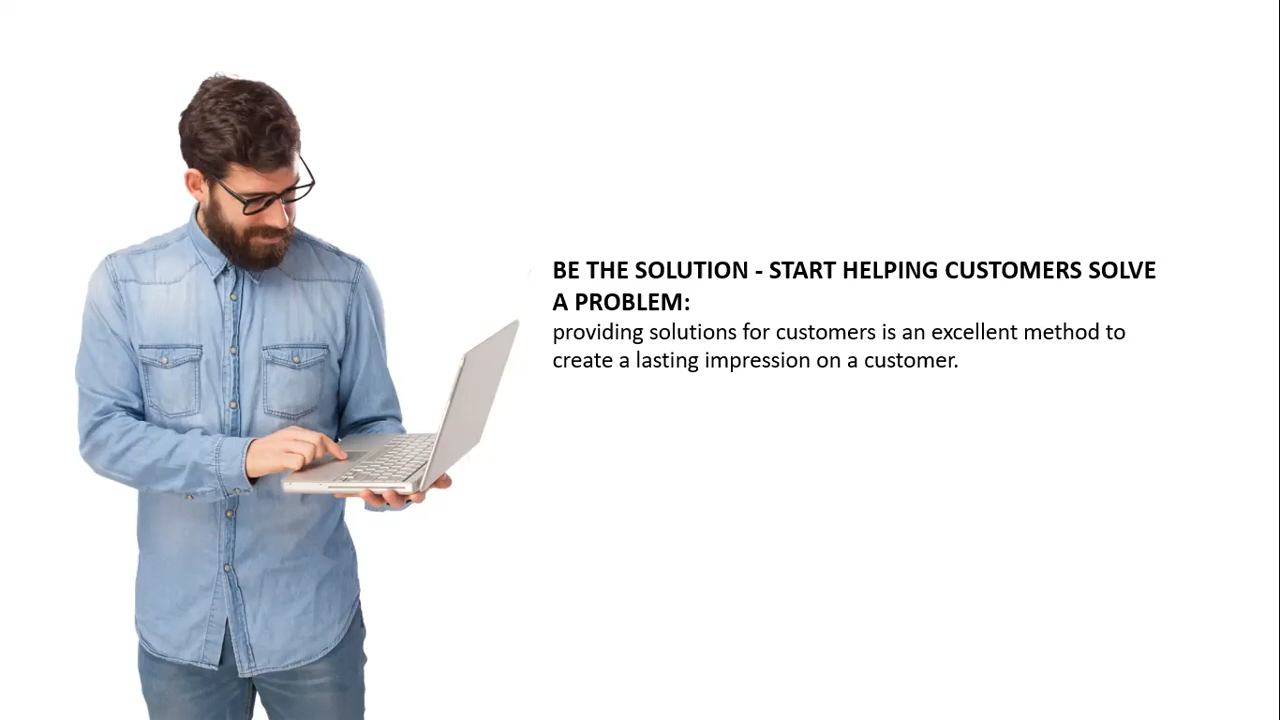 BE THE SOLUTION - START HELPING CUSTOMERS SOLVE
A PROBLEM:
providing solutions for customers is an excellent method to
create a lasting impression on a customer.